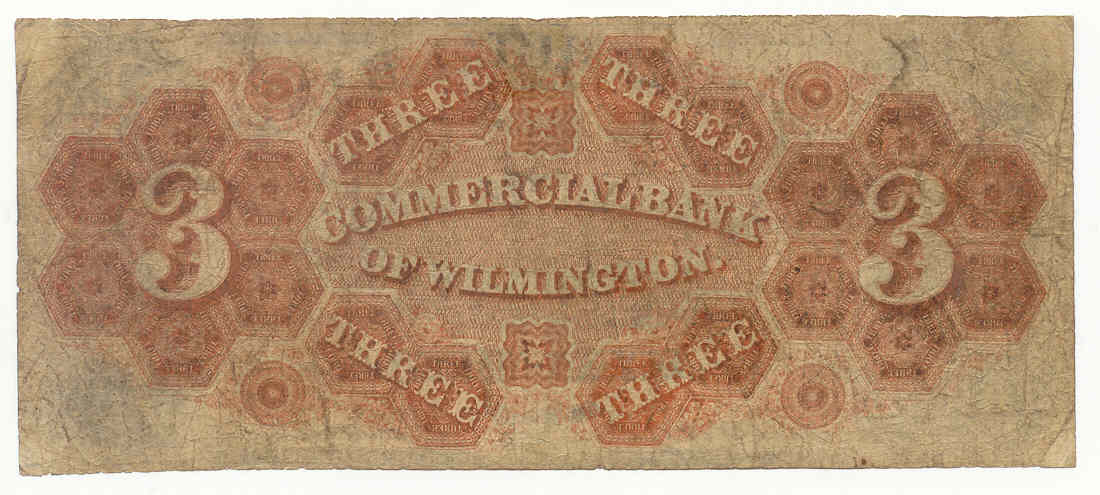 THREE THREE
3 3
COMMERCIAL BANK
OF WILMINGTON.
THREE THREE